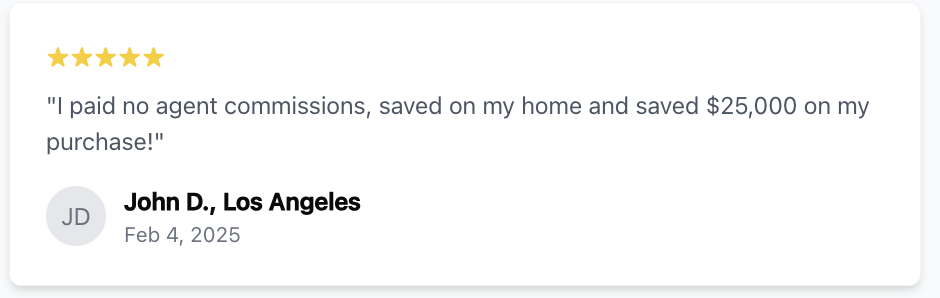 "I paid no agent commissions, saved on my home and saved $25,000 on my
purchase!"
JD
John D., Los Angeles
Feb 4, 2025